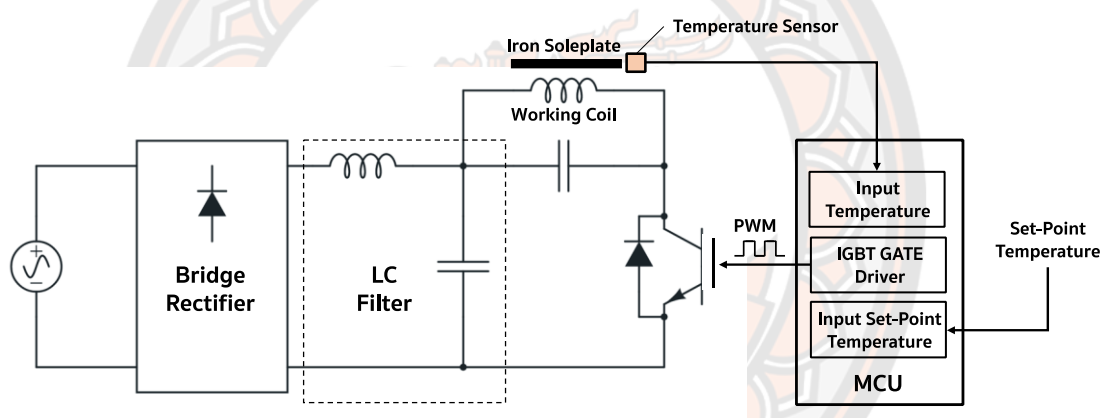 Temperature Sensor
Iron Soleplate
Working Coil
Bridge
Rectifier
LC
Filter
PWM
Input
Temperature
IGBT GATE
Driver
Input Set-Point
Temperature
MCU
Set-Point
Temperature